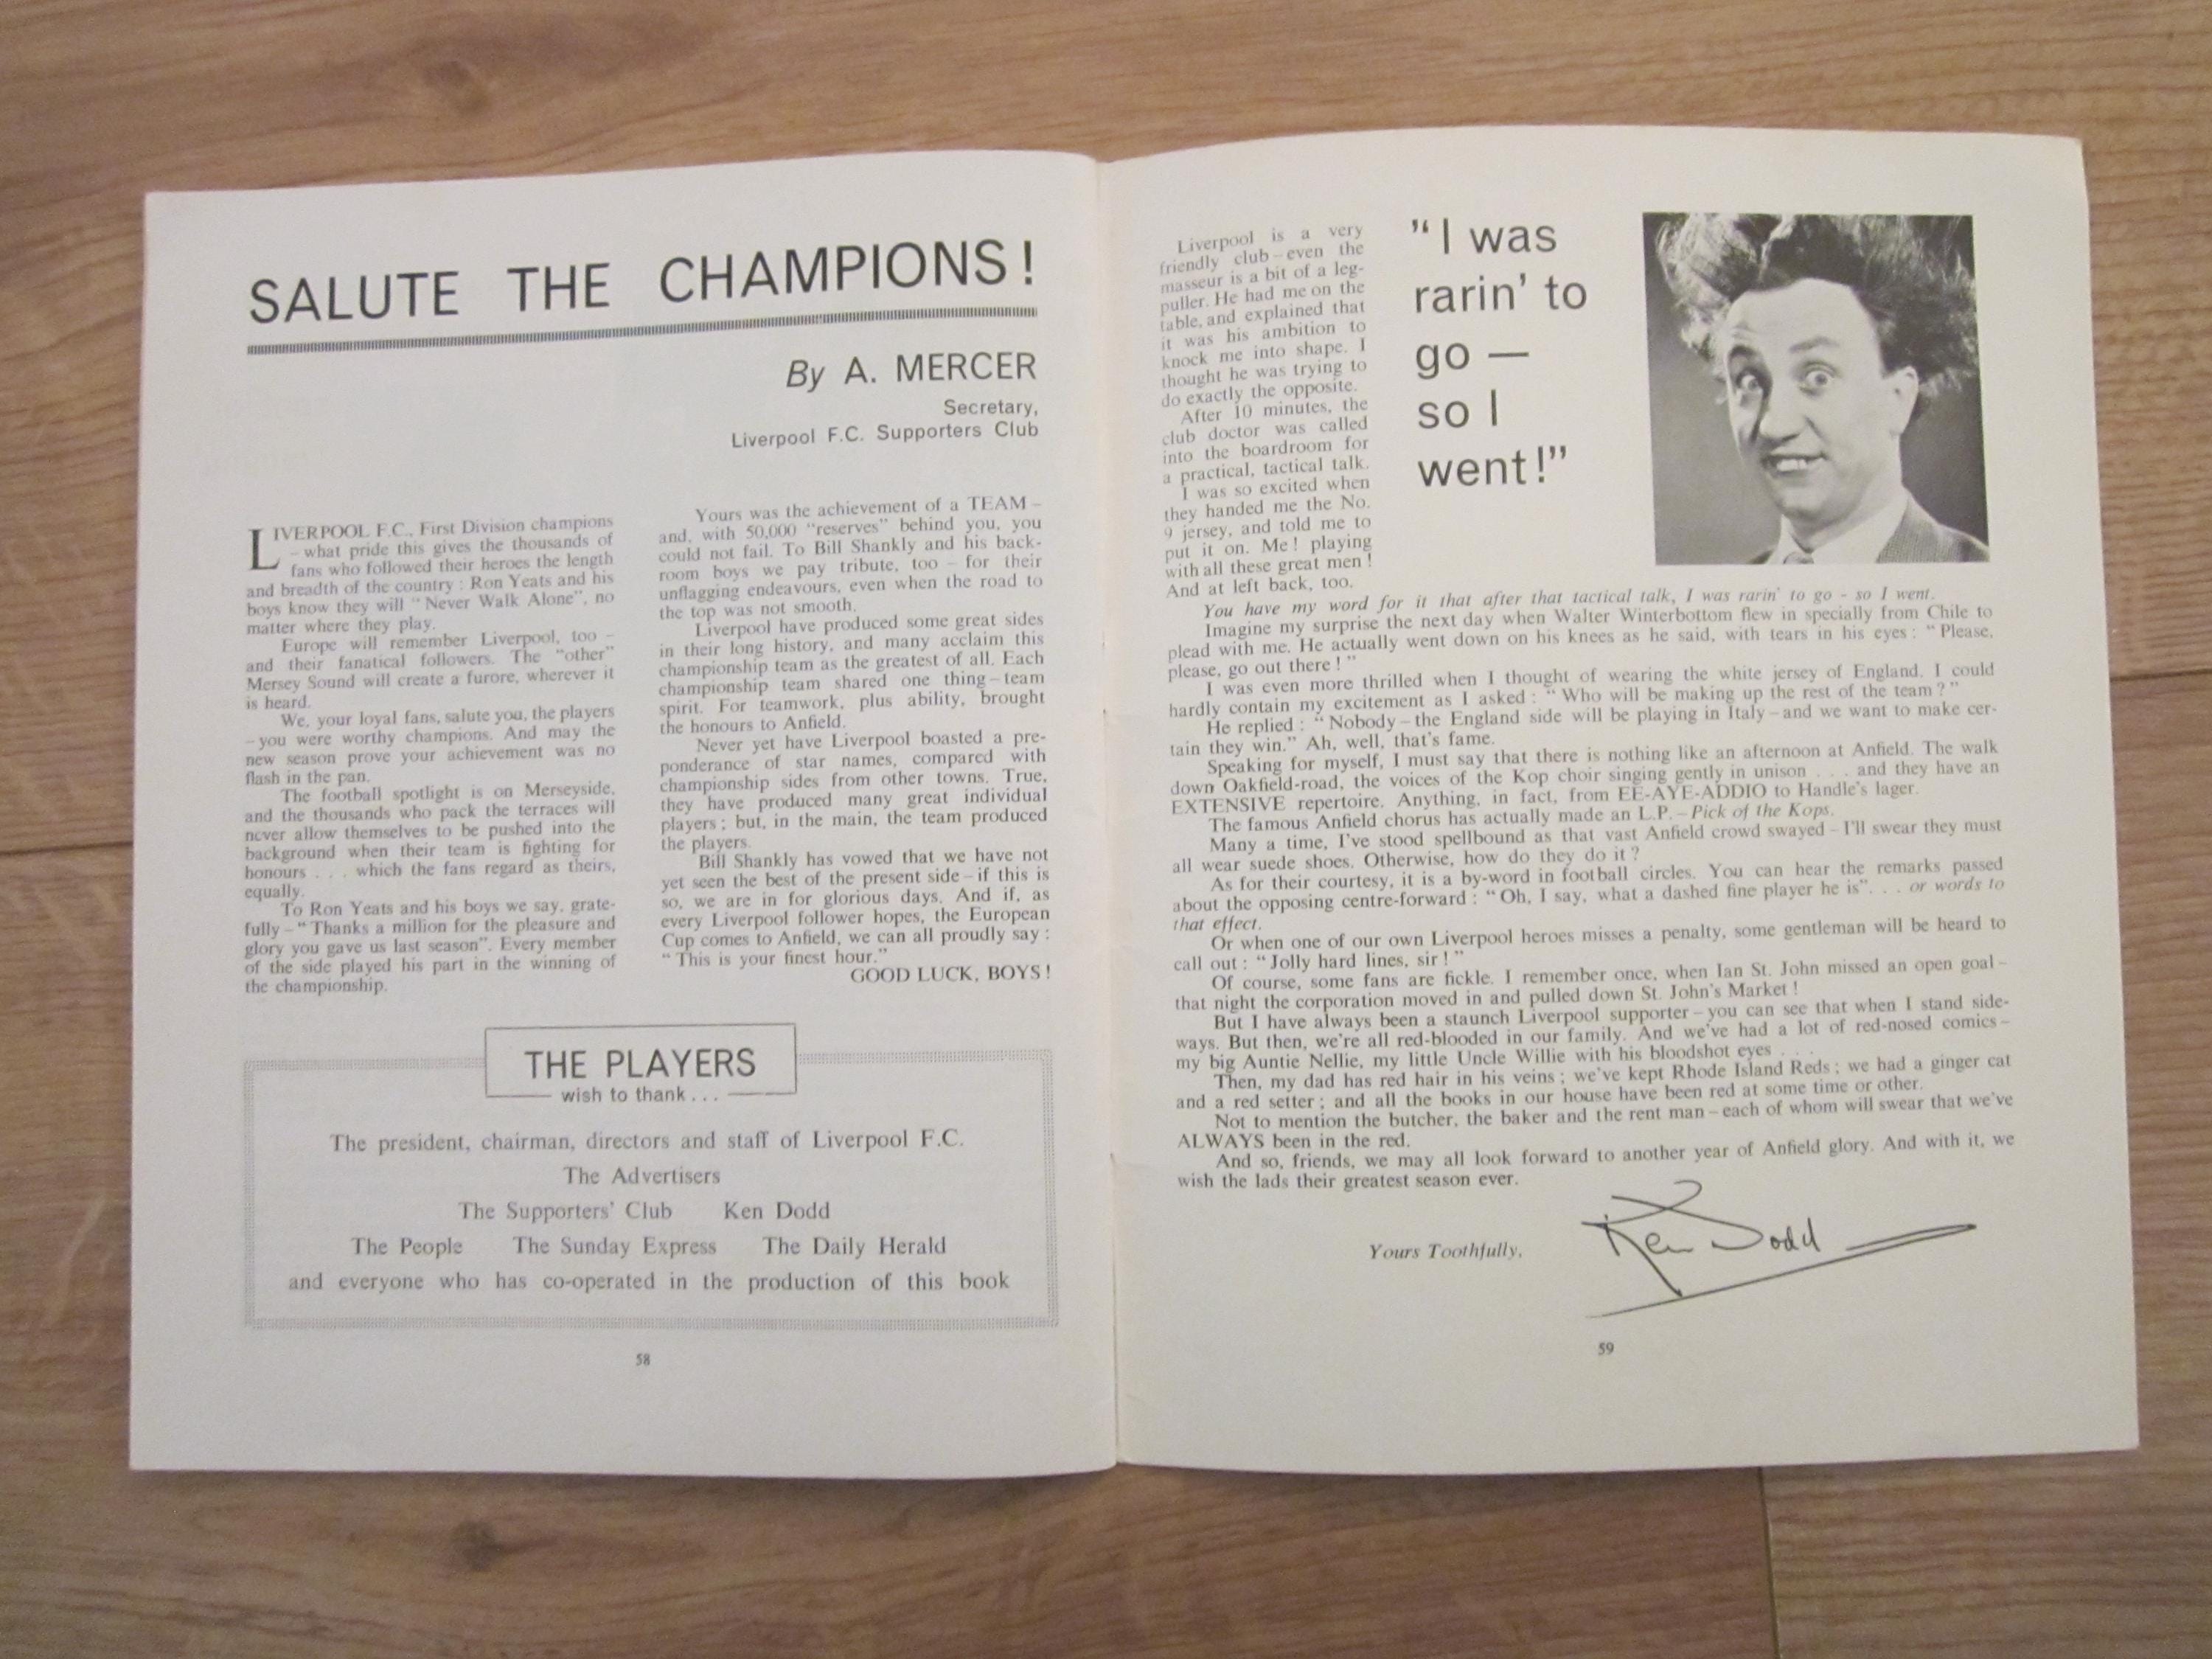 SALUTE THE CHAMPIONS!
By A. MERCER
Secretary,
Liverpool F.C. Supporters Club
LIVERPOOL F.C., First Division champions
– what pride this gives the thousands of
fans who followed their heroes the length
and breadth of the country : Ron Yeats and his
boys know they will "Never Walk Alone", no
matter where they play.
Europe will remember Liverpool, too –
and their fanatical followers. The "other"
Mersey Sound will create a furore, wherever it
is heard.
We, your loyal fans, salute you, the players
– you were worthy champions. And may the
new season prove your achievement was no
flash in the pan.
The football spotlight is on Merseyside,
and the thousands who pack the terraces will
never allow themselves to be pushed into the
background when their team is fighting for
honours . . . which the fans regard as theirs,
equally.
To Ron Yeats and his boys we say, grate-
fully – "Thanks a million for the pleasure and
glory you gave us last season". Every member
of the side played his part in the winning of
the championship.
Yours was the achievement of a TEAM –
and, with 50,000 "reserves" behind you, you
could not fail. To Bill Shankly and his back-
room boys we pay tribute, too – for their
unflagging endeavours, even when the road to
the top was not smooth.
Liverpool have produced some great sides
in their long history, and many acclaim this
championship team as the greatest of all. Each
championship team shared one thing – team
spirit. For teamwork, plus ability, brought
the honours to Anfield.
Never yet have Liverpool boasted a pre-
ponderance of star names, compared with
championship sides from other towns. True,
they have produced many great individual
players ; but, in the main, the team produced
the players.
Bill Shankly has vowed that we have not
yet seen the best of the present side – if this is
so, we are in for glorious days. And if, as
every Liverpool follower hopes, the European
Cup comes to Anfield, we can all proudly say :
"This is your finest hour."
GOOD LUCK, BOYS !
THE PLAYERS
wish to thank . . .
The president, chairman, directors and staff of Liverpool F.C.
The Advertisers
The Supporters' Club Ken Dodd
The People The Sunday Express The Daily Herald
and everyone who has co-operated in the production of this book
58
"I was
rarin' to
go —
so I
went!"
Liverpool is a very
friendly club – even the
masseur is a bit of a leg-
puller. He had me on the
table, and explained that
it was his ambition to
knock me into shape. I
thought he was trying to
do exactly the opposite.
After 10 minutes, the
club doctor was called
into the boardroom for
a practical, tactical talk.
I was so excited when
they handed me the No.
9 jersey, and told me to
put it on. Me ! playing
with all these great men !
And at left back, too.
You have my word for it that after that tactical talk, I was rarin' to go – so I went.
Imagine my surprise the next day when Walter Winterbottom flew in specially from Chile to
plead with me. He actually went down on his knees as he said, with tears in his eyes : "Please,
please, go out there ! "
I was even more thrilled when I thought of wearing the white jersey of England. I could
hardly contain my excitement as I asked : "Who will be making up the rest of the team ? "
He replied : "Nobody – the England side will be playing in Italy – and we want to make cer-
tain they win." Ah, well, that's fame.
Speaking for myself, I must say that there is nothing like an afternoon at Anfield. The walk
down Oakfield-road, the voices of the Kop choir singing gently in unison . . . and they have an
EXTENSIVE repertoire. Anything, in fact, from EE-AYE-ADDIO to Handle's lager.
The famous Anfield chorus has actually made an L.P. – Pick of the Kops.
Many a time, I've stood spellbound as that vast Anfield crowd swayed – I'll swear they must
all wear suede shoes. Otherwise, how do they do it ?
As for their courtesy, it is a by-word in football circles. You can hear the remarks passed
about the opposing centre-forward : "Oh, I say, what a dashed fine player he is" . . . or words to
that effect.
Or when one of our own Liverpool heroes misses a penalty, some gentleman will be heard to
call out : "Jolly hard lines, sir ! "
Of course, some fans are fickle. I remember once, when Ian St. John missed an open goal –
that night the corporation moved in and pulled down St. John's Market !
But I have always been a staunch Liverpool supporter – you can see that when I stand side-
ways. But then, we're all red-blooded in our family. And we've had a lot of red-nosed comics –
my big Auntie Nellie, my little Uncle Willie with his bloodshot eyes . . .
Then, my dad has red hair in his veins ; we've kept Rhode Island Reds ; we had a ginger cat
and a red setter ; and all the books in our house have been red at some time or other.
Not to mention the butcher, the baker and the rent man – each of whom will swear that we've
ALWAYS been in the red.
And so, friends, we may all look forward to another year of Anfield glory. And with it, we
wish the lads their greatest season ever.
Yours Toothfully,
Ken Dodd
59